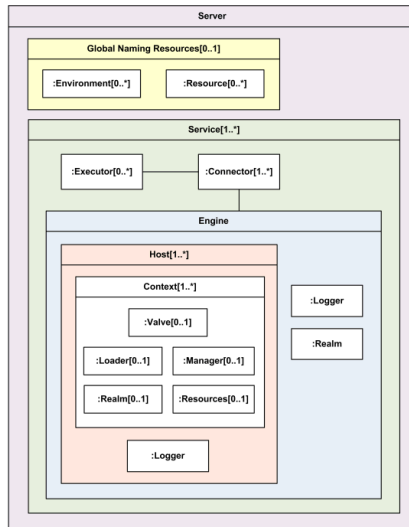 Server
Global Naming Resources[0..1]
:Environment[0..*]
:Resource[0..*]
Service[1..*]
:Executor[0..*]
:Connector[1..*]
Engine
Host[1..*]
Context[1..*]
:Valve[0..1]
:Logger
:Loader[0..1]
:Manager[0..1]
:Realm
:Realm[0..1]
:Resources[0..1]
:Logger